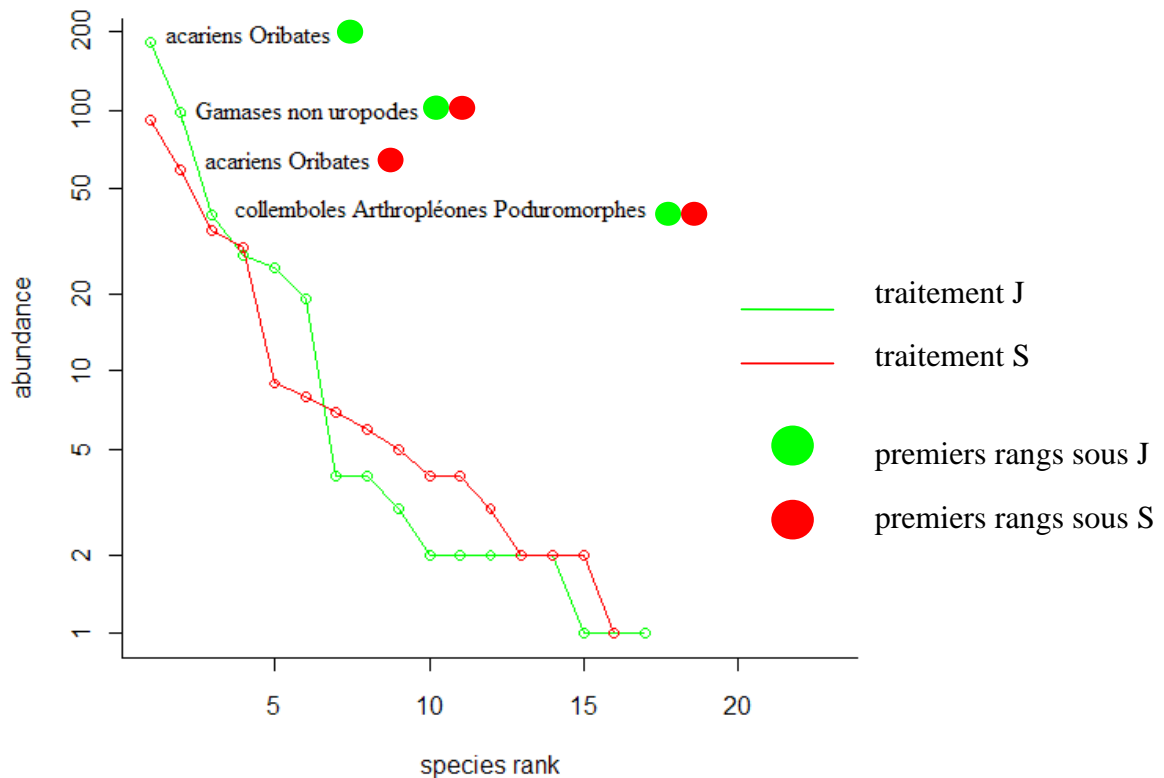 200
100
50
20
10
5
2
1
abundance
acariens Oribates
Gamases non uropodes
acariens Oribates
collemboles Arthropléones Poduromorphes
traitement J
traitement S
premiers rangs sous J
premiers rangs sous S
5
10
15
20
species rank